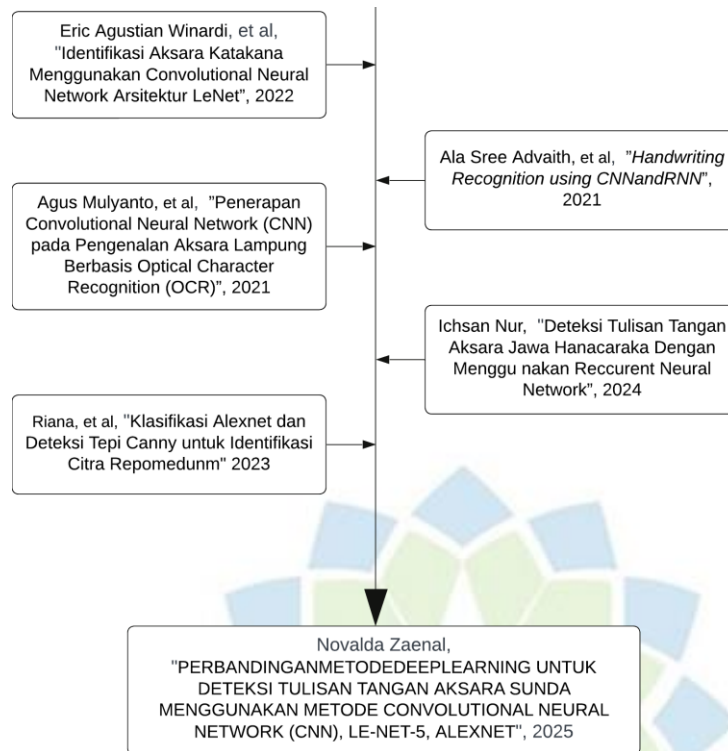 Eric Agustian Winardi, et al,
"Identifikasi Aksara Katakana
Menggunakan Convolutional Neural
Network Arsitektur LeNet”, 2022
Ala Sree Advaith, et al, ”Handwriting
Recognition using CNNandRNN”,
2021
Agus Mulyanto, et al, ”Penerapan
Convolutional Neural Network (CNN)
pada Pengenalan Aksara Lampung
Berbasis Optical Character
Recognition (OCR)”, 2021
Ichsan Nur, "Deteksi Tulisan Tangan
Aksara Jawa Hanacaraka Dengan
Menggu nakan Reccurent Neural
Network”, 2024
Riana, et al, "Klasifikasi Alexnet dan
Deteksi Tepi Canny untuk Identifikasi
Citra Repomedunm" 2023
Novalda Zaenal,
"PERBANDINGANMETODEDEEPLEARNING UNTUK
DETEKSI TULISAN TANGAN AKSARA SUNDA
MENGGUNAKAN METODE CONVOLUTIONAL NEURAL
NETWORK (CNN), LE-NET-5, ALEXNET", 2025